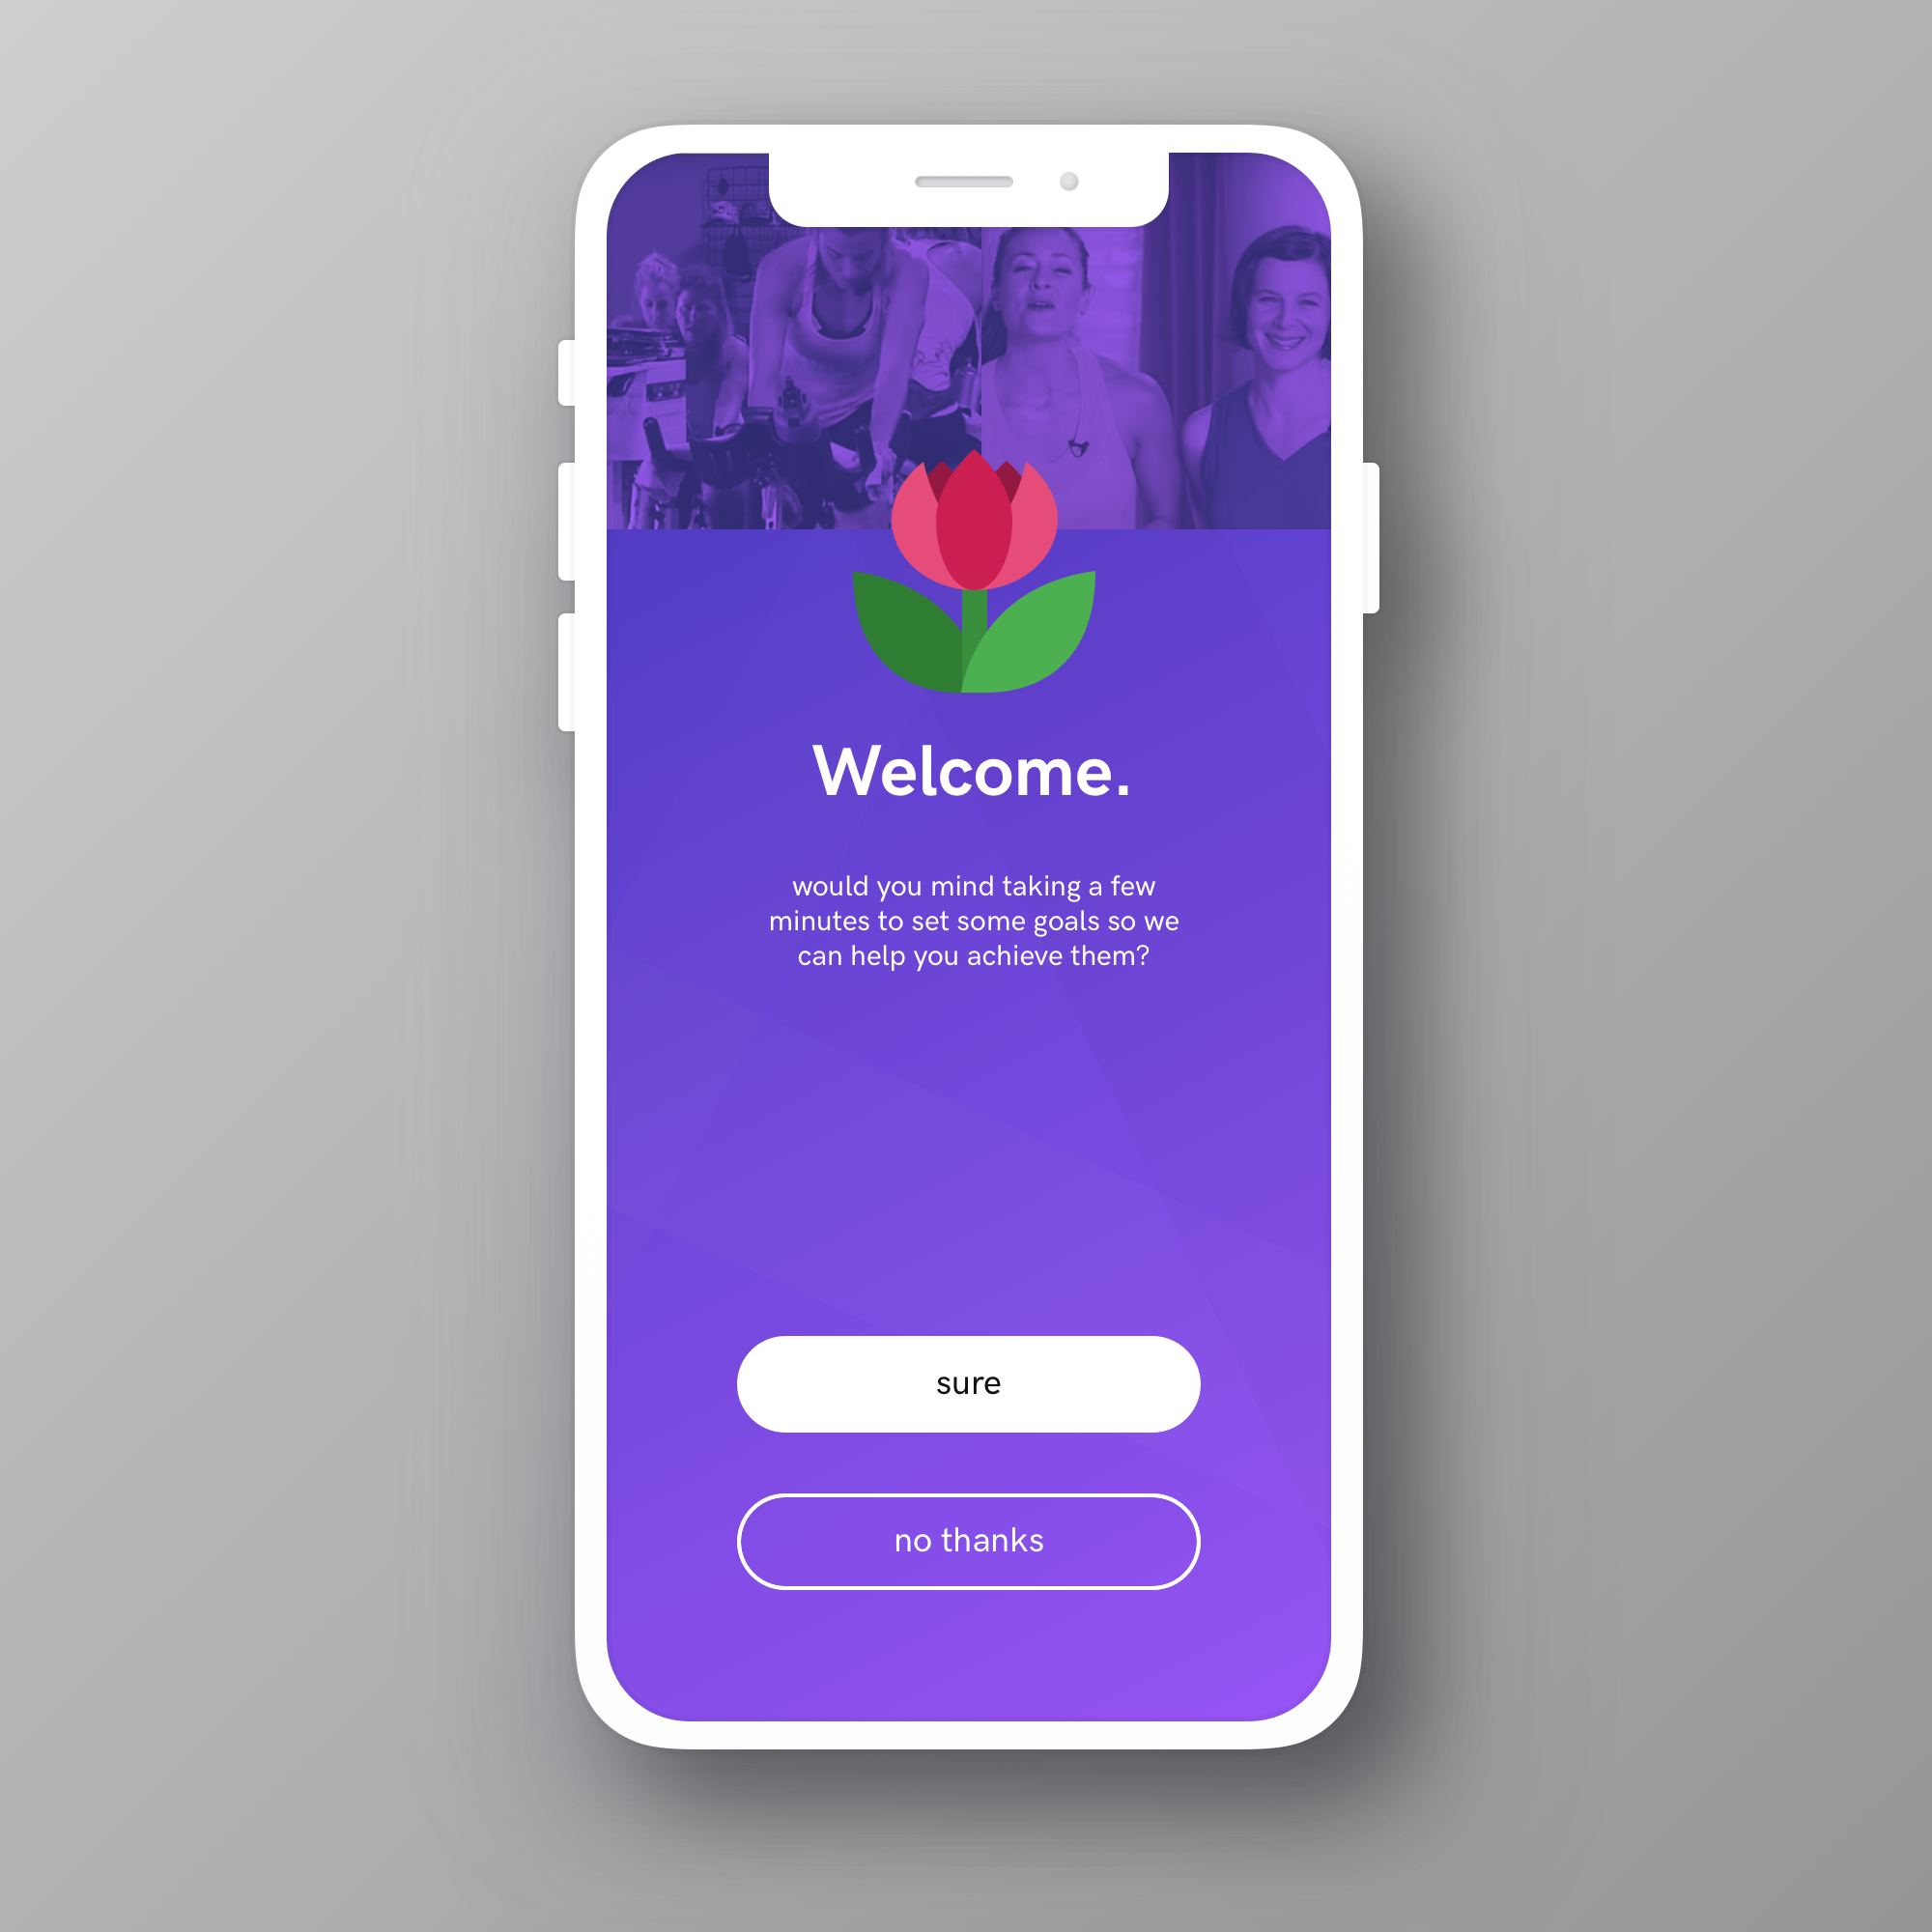 Welcome.
would you mind taking a few
minutes to set some goals so we
can help you achieve them?
sure
no thanks